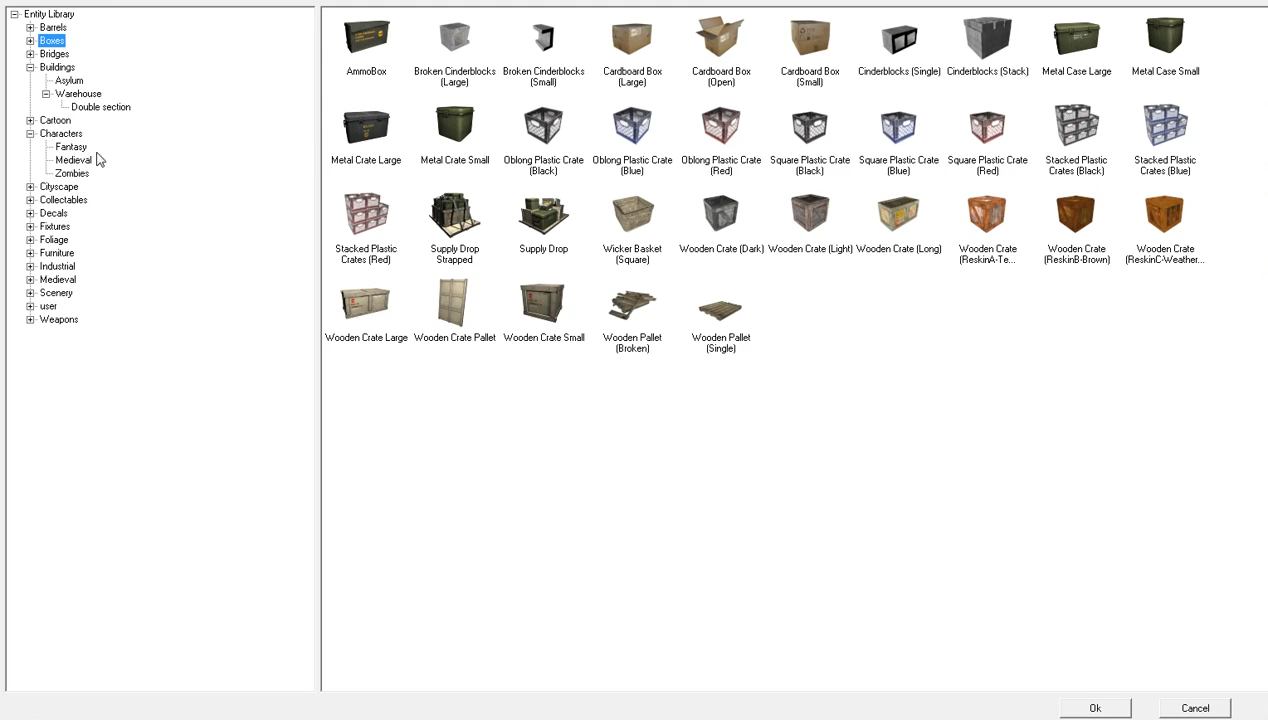 Entity Library
Barrels
Boxes
Bridges
Buildings
Asylum
Warehouse
Double section
Cartoon
Characters
Fantasy
Medieval
Zombies
Cityscape
Collectables
Decals
Fixtures
Foliage
Furniture
Industrial
Medieval
Scenery
user
Weapons
AmmoBox
Broken Cinderblocks
(Large)
Broken Cinderblocks
(Small)
Cardboard Box
(Large)
Cardboard Box
(Open)
Cardboard Box
(Small)
Cinderblocks (Single)
Cinderblocks (Stack)
Metal Case Large
Metal Case Small
Metal Crate Large
Metal Crate Small
Oblong Plastic Crate
(Black)
Oblong Plastic Crate
(Blue)
Oblong Plastic Crate
(Red)
Square Plastic Crate
(Black)
Square Plastic Crate
(Blue)
Square Plastic Crate
(Red)
Stacked Plastic
Crates (Black)
Stacked Plastic
Crates (Blue)
Stacked Plastic
Crates (Red)
Supply Drop
Strapped
Supply Drop
Wicker Basket
(Square)
Wooden Crate (Dark)
Wooden Crate (Light)
Wooden Crate (Long)
Wooden Crate
(ReskinA-Te...
Wooden Crate
(ReskinB-Brown)
Wooden Crate
(ReskinC-Weather...
Wooden Crate Large
Wooden Crate Pallet
Wooden Crate Small
Wooden Pallet
(Broken)
Wooden Pallet
(Single)
Ok
Cancel